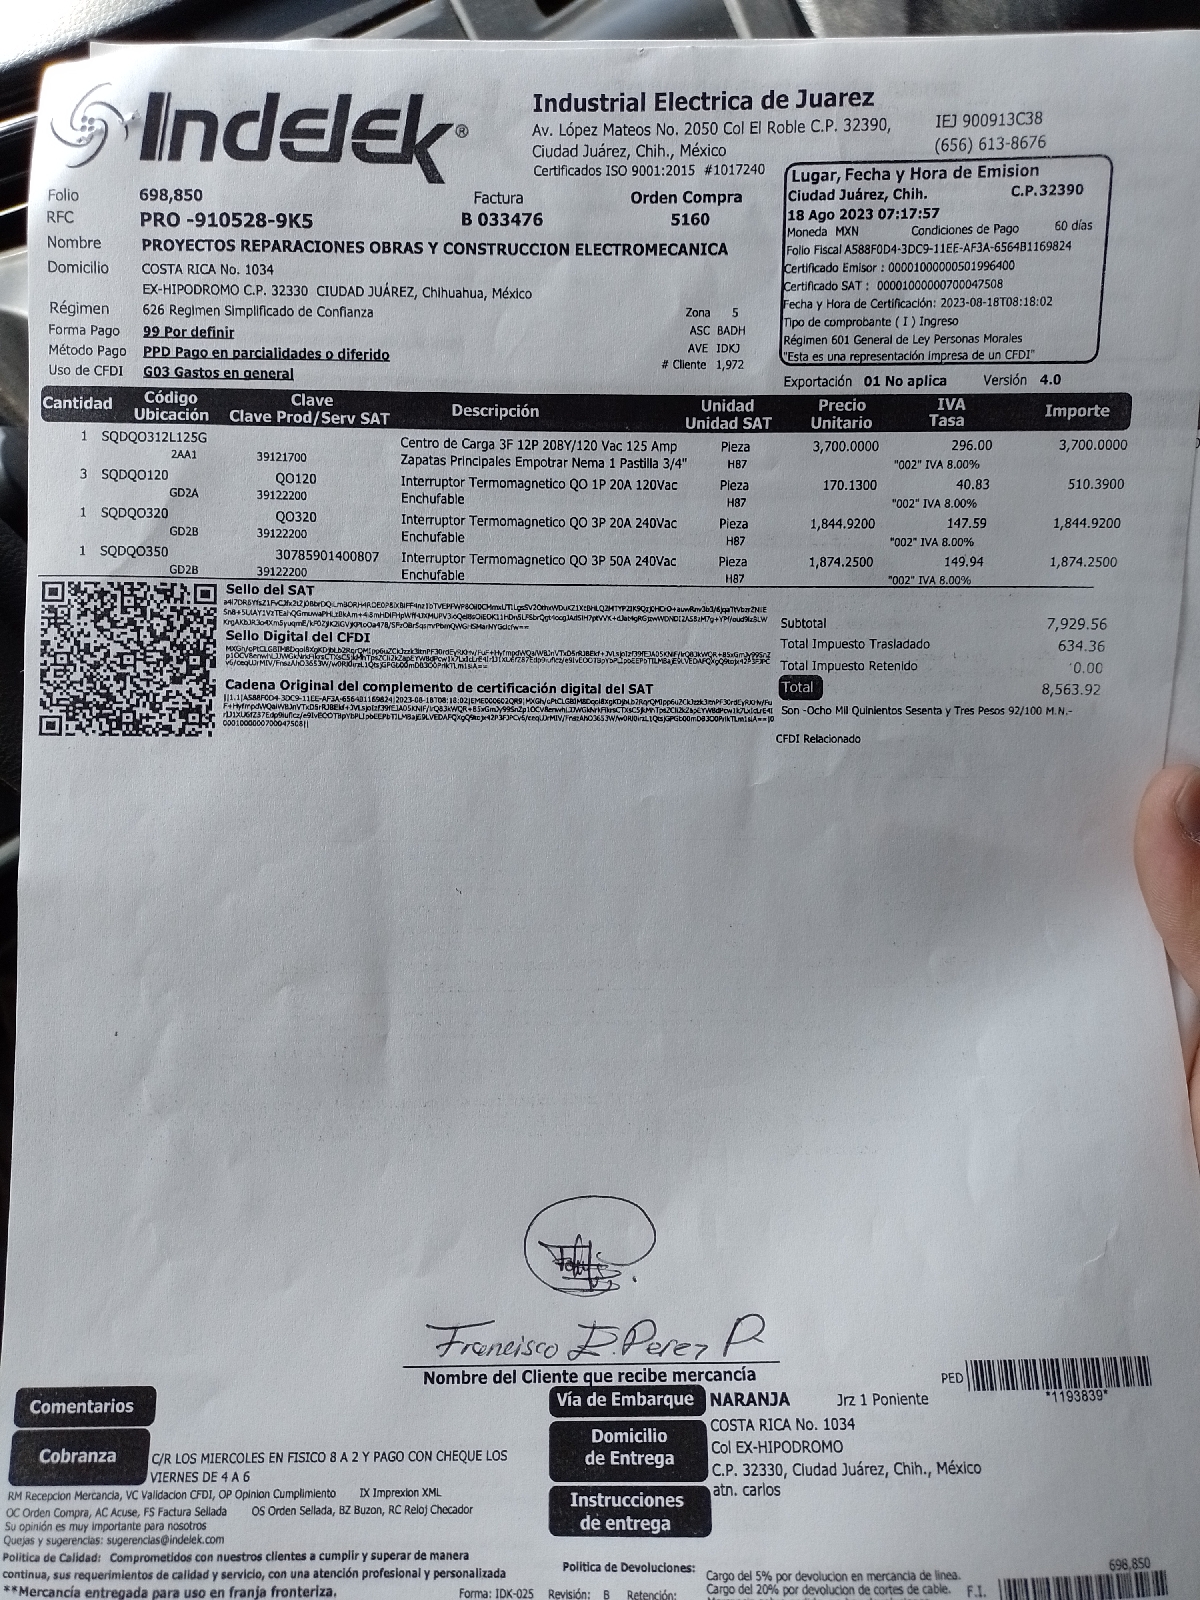 Indelek®
Industrial Electrica de Juarez
Av. López Mateos No. 2050 Col El Roble C.P. 32390,
Ciudad Juárez, Chih., México
Certificados ISO 9001:2015 #1017240
IEJ 900913C38
(656) 613-8676
Lugar, Fecha y Hora de Emision
Ciudad Juárez, Chih. C.P.32390
18 Ago 2023 07:17:57
Moneda MXN Condiciones de Pago 60 días
Folio Fiscal A588F0D4-3DC9-11EE-AF3A-6564B1169824
Certificado Emisor : 00001000000501996400
Certificado SAT : 00001000000700047508
Fecha y Hora de Certificación: 2023-08-18T08:18:02
Tipo de comprobante ( I ) Ingreso
Régimen 601 General de Ley Personas Morales
"Esta es una representación impresa de un CFDI"
Folio 698,850 Factura Orden Compra
RFC PRO -910528-9K5 B 033476 5160
Nombre PROYECTOS REPARACIONES OBRAS Y CONSTRUCCION ELECTROMECANICA
Domicilio COSTA RICA No. 1034
EX-HIPODROMO C.P. 32330 CIUDAD JUÁREZ, Chihuahua, México
Régimen 626 Regimen Simplificado de Confianza Zona 5
Forma Pago 99 Por definir ASC BADH
Método Pago PPD Pago en parcialidades o diferido AVE IDKJ
Uso de CFDI G03 Gastos en general # Cliente 1,972
Exportación 01 No aplica Versión 4.0
Cantidad Código Ubicación Clave Clave Prod/Serv SAT Descripción Unidad Unidad SAT Precio Unitario IVA Tasa Importe
1 SQDQO312L125G Centro de Carga 3F 12P 208Y/120 Vac 125 Amp Pieza 3,700.0000 296.00 3,700.0000
2AA1 39121700 Zapatas Principales Empotrar Nema 1 Pastilla 3/4" H87 "002" IVA 8.00%
3 SQDQO120 QO120 Interruptor Termomagnetico QO 1P 20A 120Vac Pieza 170.1300 40.83 510.3900
GD2A 39122200 Enchufable H87 "002" IVA 8.00%
1 SQDQO320 QO320 Interruptor Termomagnetico QO 3P 20A 240Vac Pieza 1,844.9200 147.59 1,844.9200
GD2B 39122200 Enchufable H87 "002" IVA 8.00%
1 SQDQO350 30785901400807 Interruptor Termomagnetico QO 3P 50A 240Vac Pieza 1,874.2500 149.94 1,874.2500
GD2B 39122200 Enchufable H87 "002" IVA 8.00%
Sello del SAT
Sello Digital del CFDI
Cadena Original del complemento de certificación digital del SAT
Subtotal 7,929.56
Total Impuesto Trasladado 634.36
Total Impuesto Retenido 0.00
Total 8,563.92
Son -Ocho Mil Quinientos Sesenta y Tres Pesos 92/100 M.N.-
CFDI Relacionado
Francisco E. Perez P.
Nombre del Cliente que recibe mercancía
PED *1193839*
Comentarios
Cobranza C/R LOS MIERCOLES EN FISICO 8 A 2 Y PAGO CON CHEQUE LOS
VIERNES DE 4 A 6
Vía de Embarque NARANJA Jrz 1 Poniente
Domicilio de Entrega COSTA RICA No. 1034
Col EX-HIPODROMO
C.P. 32330, Ciudad Juárez, Chih., México
Instrucciones de entrega atn. carlos
RM Recepcion Mercancia, VC Validacion CFDI, OP Opinion Cumplimiento IX Imprexion XML
OC Orden Compra, AC Acuse, FS Factura Sellada OS Orden Sellada, BZ Buzon, RC Reloj Checador
Su opinión es muy importante para nosotros
Quejas y sugerencias: sugerencias@indelek.com
Politica de Calidad: Comprometidos con nuestros clientes a cumplir y superar de manera
continua, sus requerimientos de calidad y servicio, con una atención profesional y personalizada
**Mercancía entregada para uso en franja fronteriza.
Forma: IDK-025 Revisión: B Retención:
Politica de Devoluciones: Cargo del 5% por devolucion en mercancia de linea.
Cargo del 20% por devolucion de cortes de cable.
F.I. 698,850